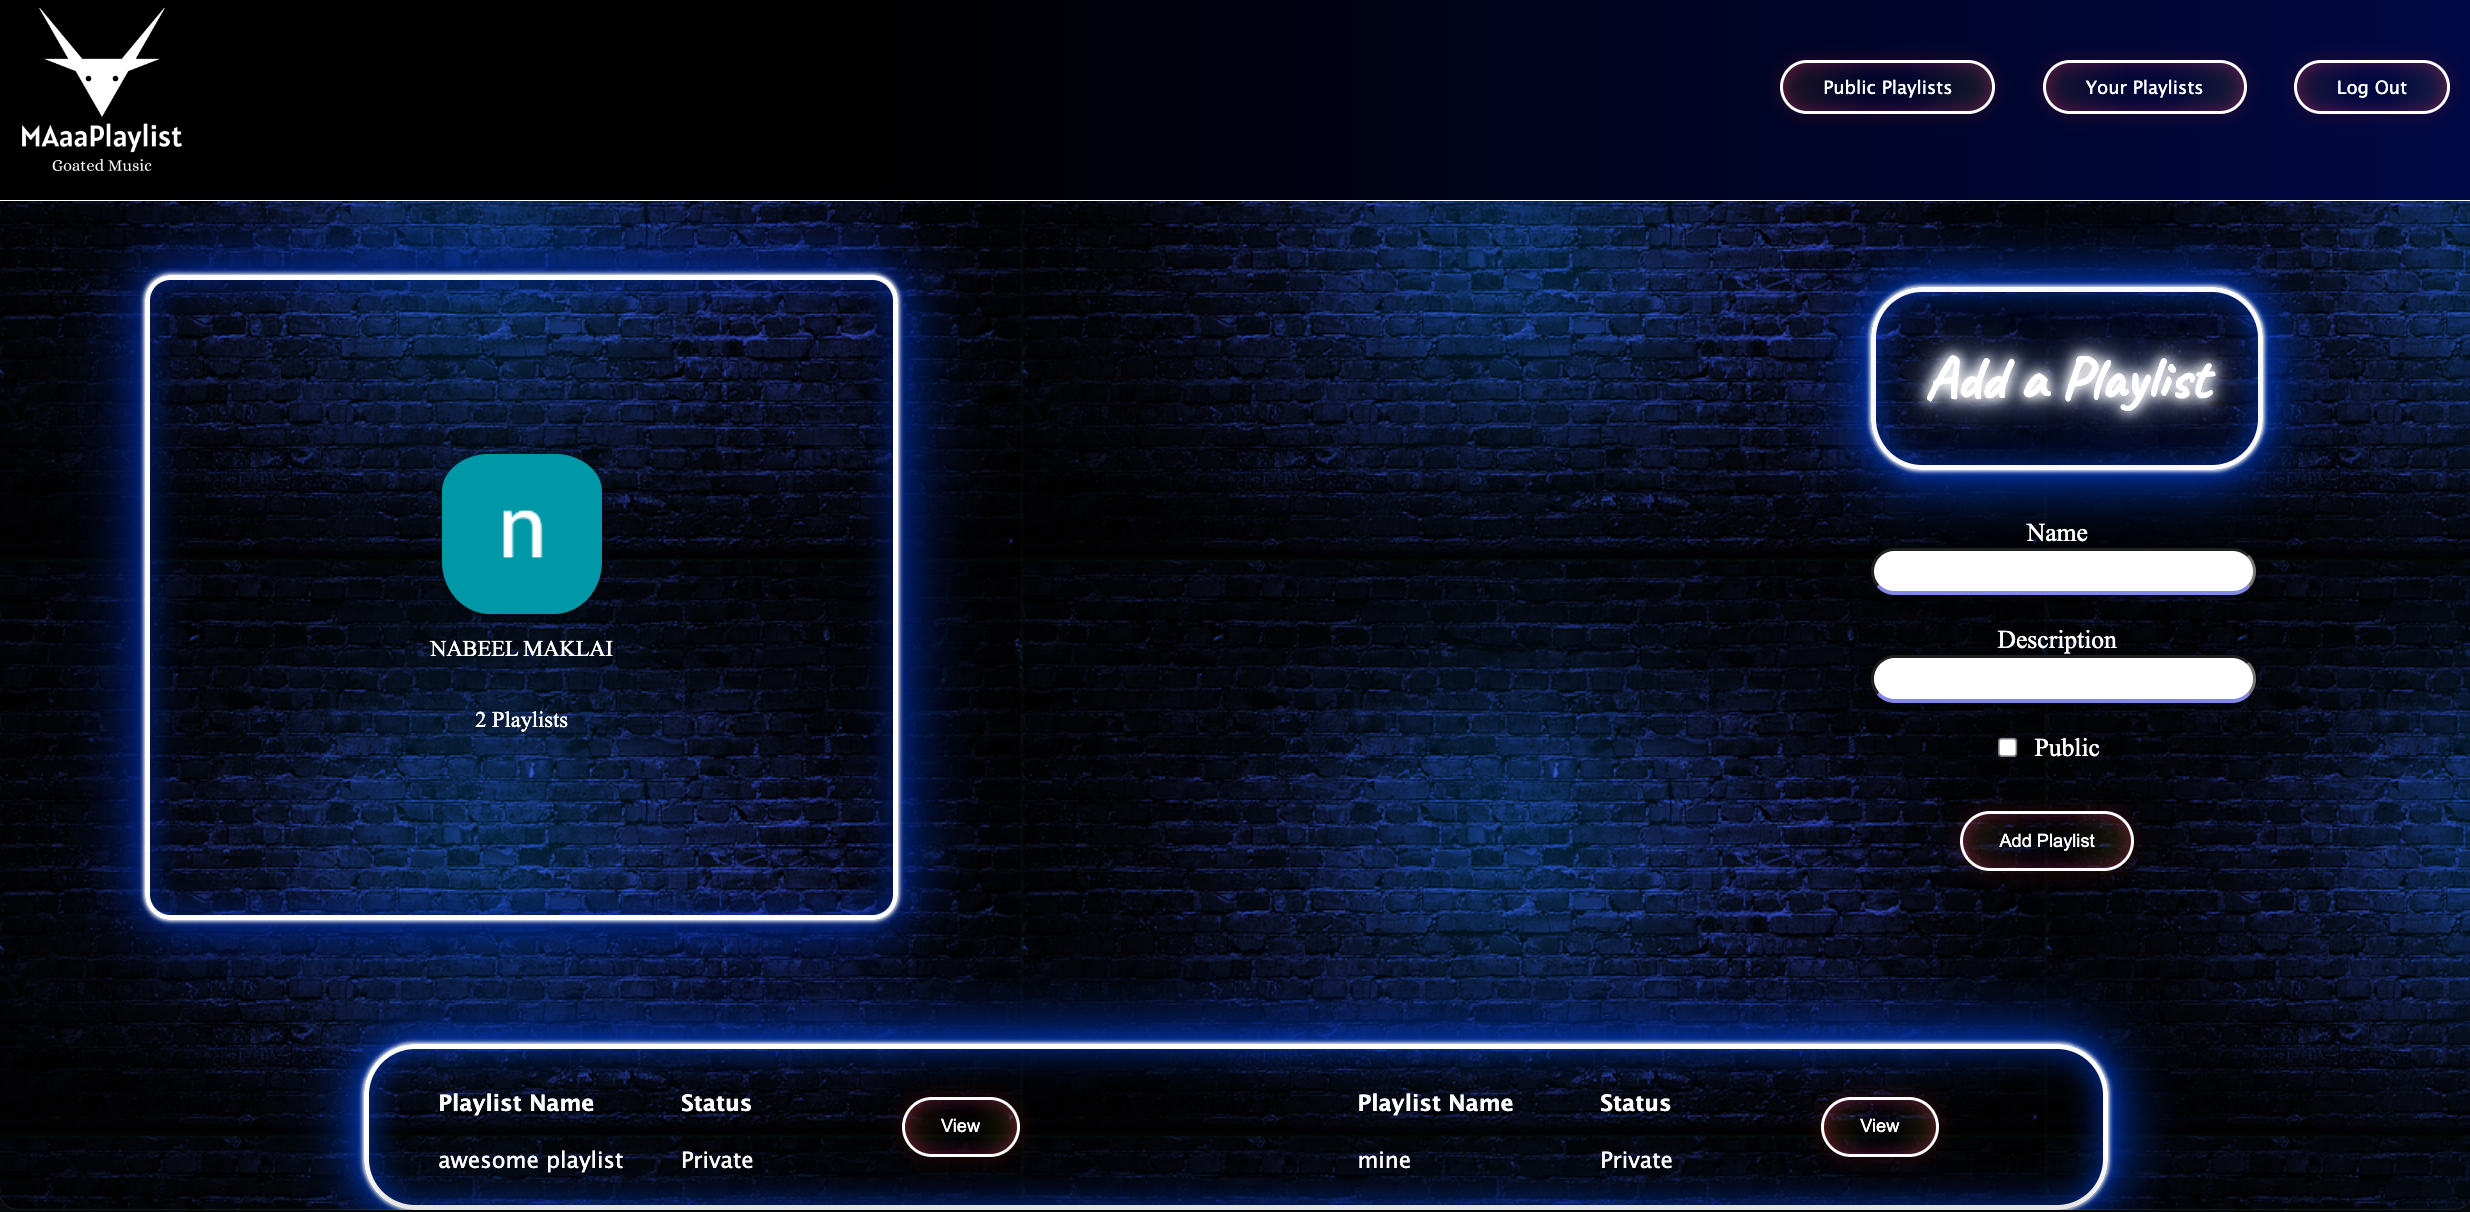 MAaaPlaylist
Goated Music
Public Playlists
Your Playlists
Log Out
n
NABEEL MAKLAI
2 Playlists
Add a Playlist
Name
Description
Public
Add Playlist
Playlist Name Status
View
awesome playlist Private
Playlist Name Status
View
mine Private